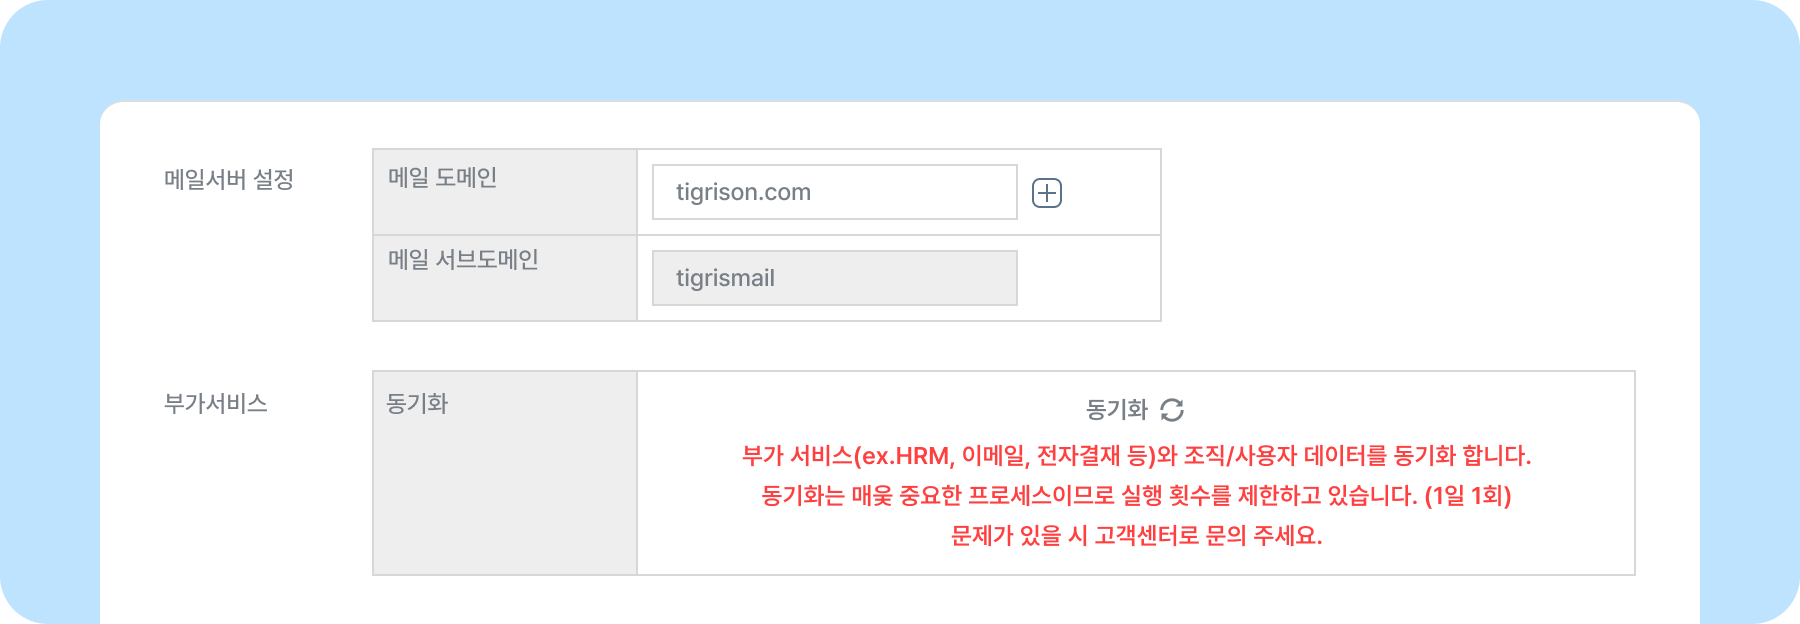 메일서버 설정
메일 도메인
tigrison.com
메일 서브도메인
tigrismail
부가서비스
동기화
동기화
부가 서비스(ex.HRM, 이메일, 전자결재 등)와 조직/사용자 데이터를 동기화 합니다.
동기화는 매윷 중요한 프로세스이므로 실행 횟수를 제한하고 있습니다. (1일 1회)
문제가 있을 시 고객센터로 문의 주세요.